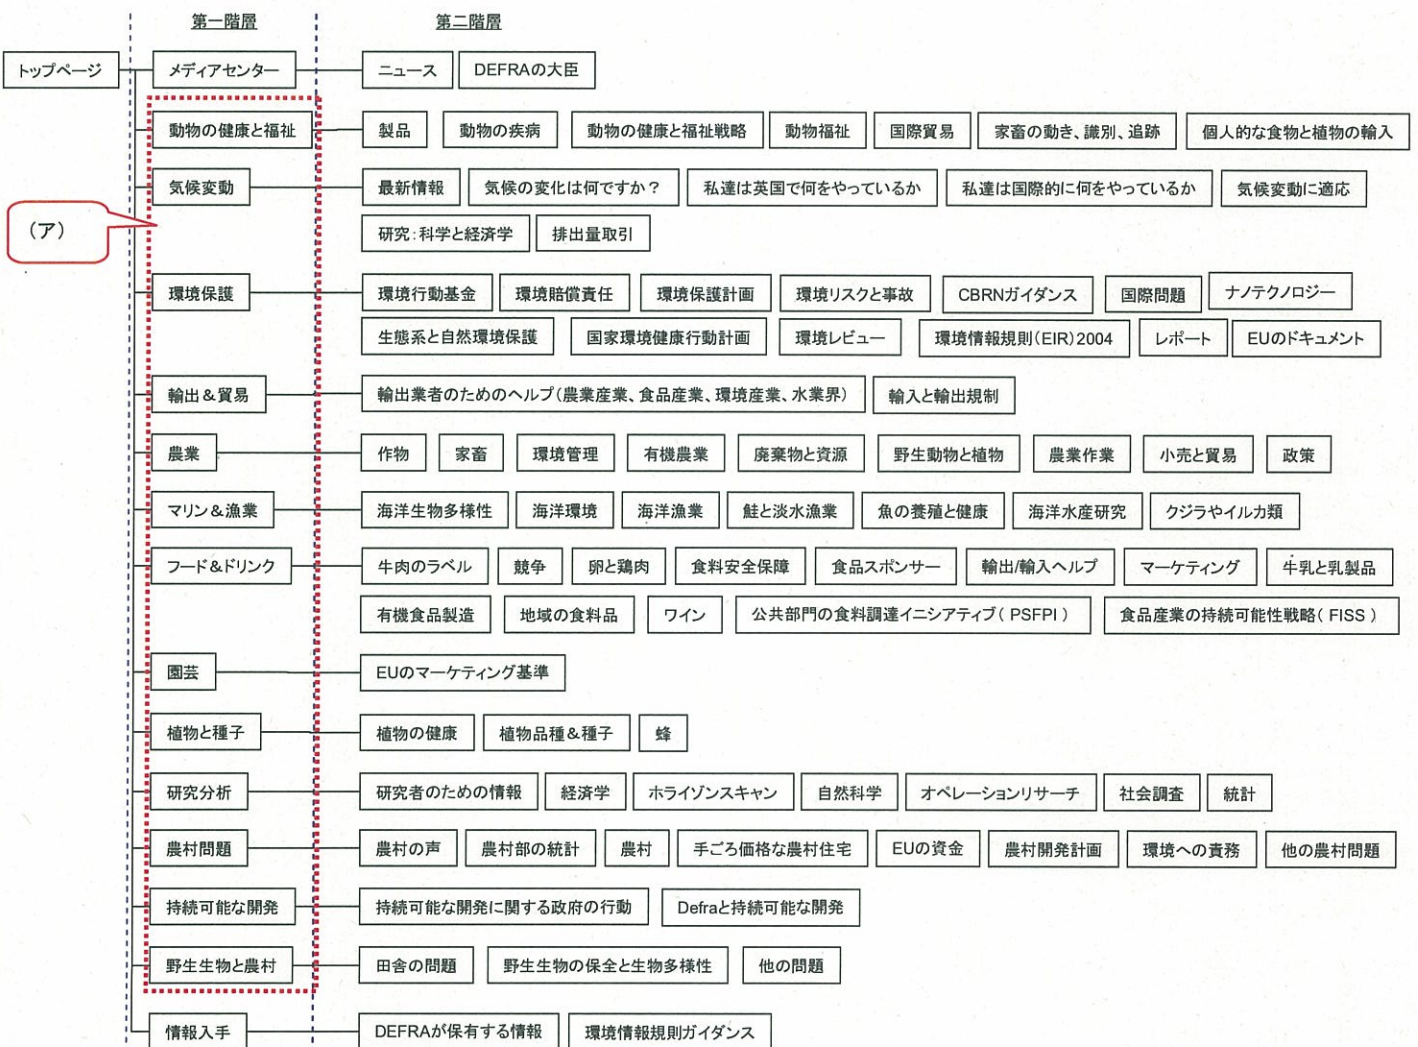 第一階層 第二階層
トップページ メディアセンター ニュース DEFRAの大臣
動物の健康と福祉 製品 動物の疾病 動物の健康と福祉戦略 動物福祉 国際貿易 家畜の動き、識別、追跡 個人的な食物と植物の輸入
気候変動 最新情報 気候の変化は何ですか？ 私達は英国で何をやっているか 私達は国際的に何をやっているか 気候変動に適応
（ア） 研究：科学と経済学 排出量取引
環境保護 環境行動基金 環境賠償責任 環境保護計画 環境リスクと事故 CBRNガイダンス 国際問題 ナノテクノロジー
生態系と自然環境保護 国家環境健康行動計画 環境レビュー 環境情報規則（EIR）2004 レポート EUのドキュメント
輸出＆貿易 輸出業者のためのヘルプ（農業産業、食品産業、環境産業、水業界） 輸入と輸出規制
農業 作物 家畜 環境管理 有機農業 廃棄物と資源 野生動物と植物 農業作業 小売と貿易 政策
マリン＆漁業 海洋生物多様性 海洋環境 海洋漁業 鮭と淡水漁業 魚の養殖と健康 海洋水産研究 クジラやイルカ類
フード＆ドリンク 牛肉のラベル 競争 卵と鶏肉 食料安全保障 食品スポンサー 輸出/輸入ヘルプ マーケティング 牛乳と乳製品
有機食品製造 地域の食料品 ワイン 公共部門の食料調達イニシアティブ（ PSFPI ） 食品産業の持続可能性戦略（ FISS ）
園芸 EUのマーケティング基準
植物と種子 植物の健康 植物品種＆種子 蜂
研究分析 研究者のための情報 経済学 ホライゾンスキャン 自然科学 オペレーションリサーチ 社会調査 統計
農村問題 農村の声 農村部の統計 農村 手ごろ価格な農村住宅 EUの資金 農村開発計画 環境への責務 他の農村問題
持続可能な開発 持続可能な開発に関する政府の行動 Defraと持続可能な開発
野生生物と農村 田舎の問題 野生生物の保全と生物多様性 他の問題
情報入手 DEFRAが保有する情報 環境情報規則ガイダンス